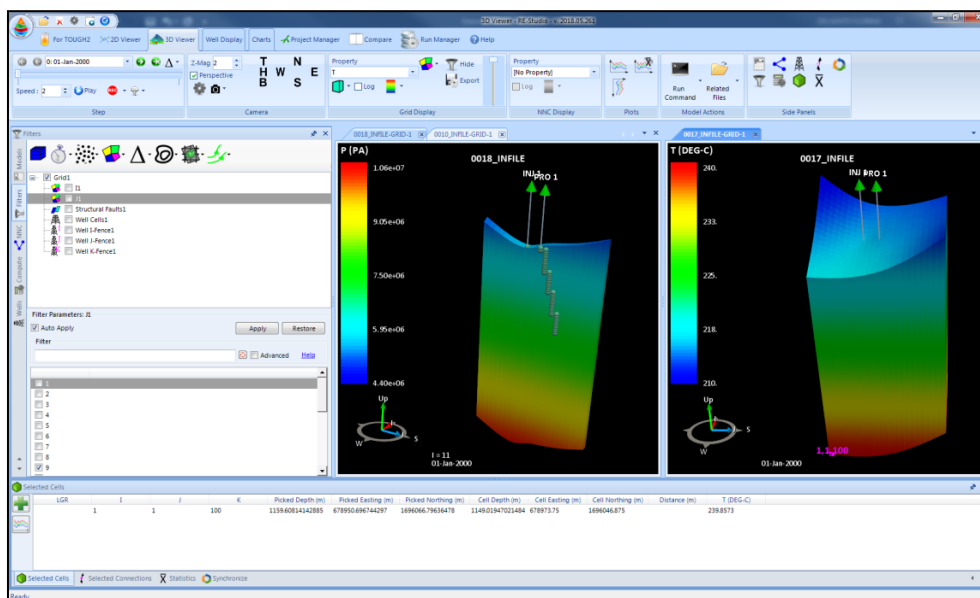 3D Viewer - RE-Studio - v. 2018.05.261
For TOUGH2 2D Viewer 3D Viewer Well Display Charts Project Manager Compare Run Manager Help
0: 01-Jan-2000
Speed: 2 Play
Step
Z-Mag 2
Perspective
T N
H W E
B S
Camera
Property
T
Log
Hide
Export
Grid Display
Property
[No Property]
Log
NNC Display
Plots
Run Command
Related Files
Model Actions
Side Panels
Filters
Models
Filters
NNC
Compute
Wells
Grid1
I1
J1
Structural Faults1
Well Cells1
Well I-Fence1
Well J-Fence1
Well K-Fence1
Filter Parameters: J1
Auto Apply Apply Restore
Filter
Advanced Help
1
2
3
4
5
6
7
8
9
0018_INFILE-GRID-1 0010_INFILE-GRID-1
P (PA)
0018_INFILE
1.06e+07
9.05e+06
7.50e+06
5.95e+06
4.40e+06
PRO 1
Up
W S
I = 11
01-Jan-2000
0017_INFILE-GRID-1
T (DEG-C)
0017_INFILE
240.
233.
225.
218.
210.
PRO 1
Up
W S
1,1,100
01-Jan-2000
Selected Cells
LGR I J K Picked Depth (m) Picked Easting (m) Picked Northing (m) Cell Depth (m) Cell Easting (m) Cell Northing (m) Distance (m) T (DEG-C)
1 1 100 1159.60814142885 678950.696744297 1696066.79636478 1149.01947021484 678973.75 1696046.875 239.8573
Selected Cells Selected Connections Statistics Synchronize
Ready